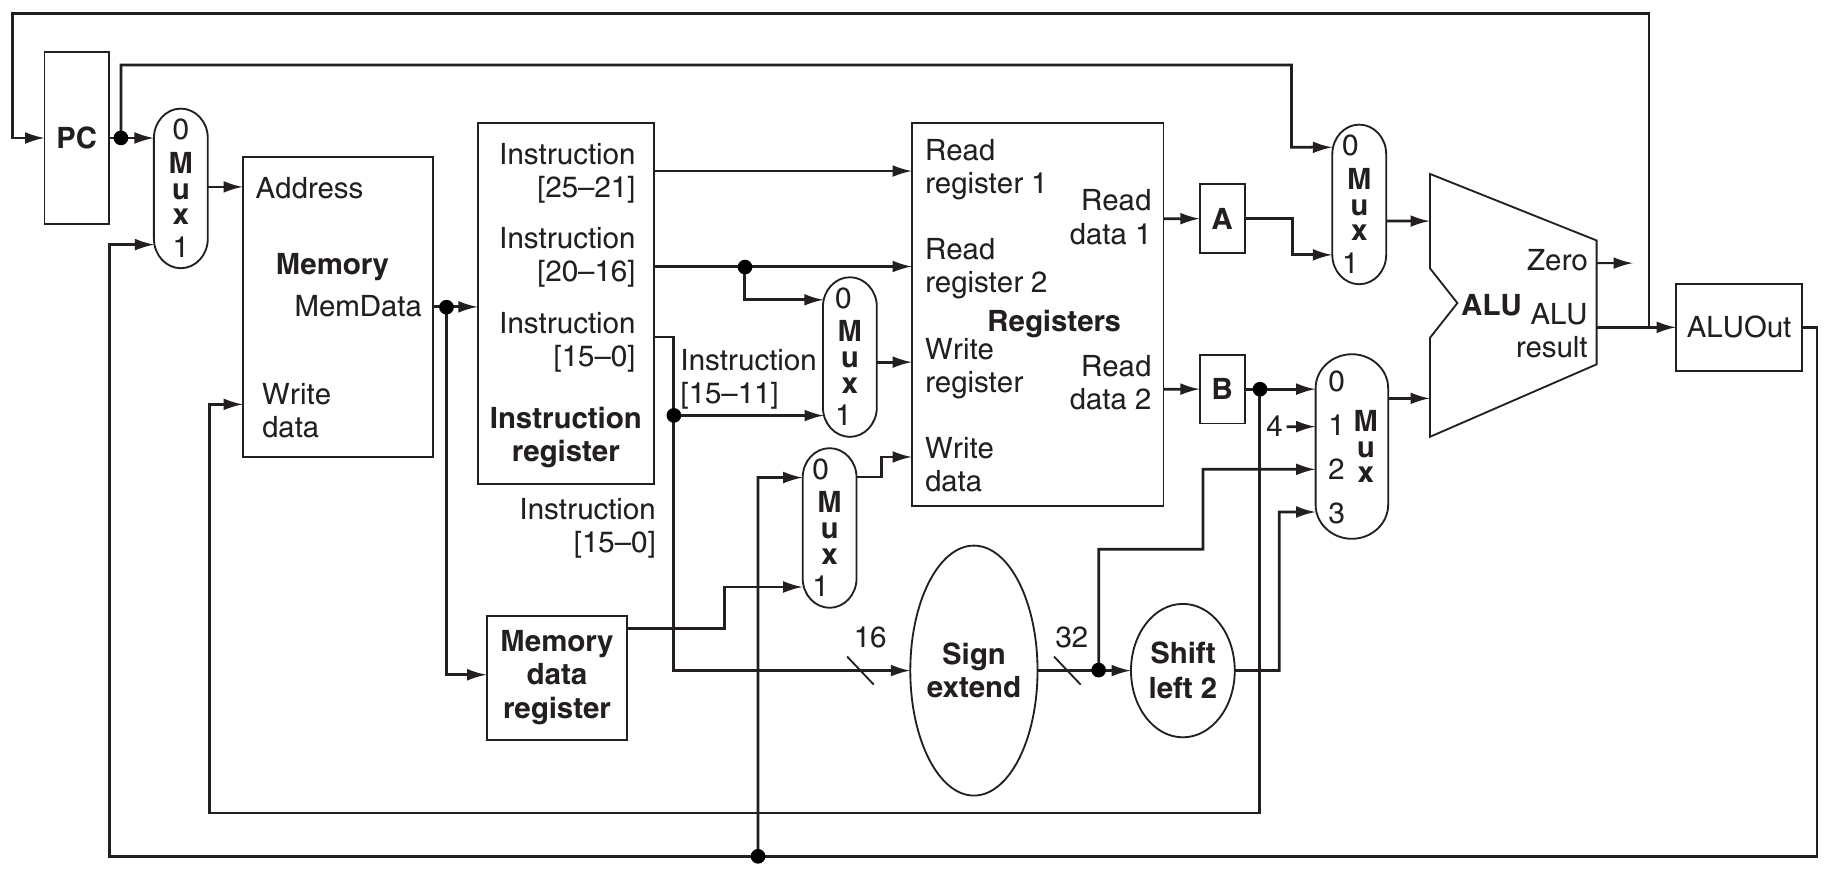 PC
0
M
u
x
1
Address
Memory
MemData
Write
data
Instruction
[25–21]
Instruction
[20–16]
Instruction
[15–0]
Instruction
register
Instruction
[15–0]
Instruction
[15–11]
Memory
data
register
0
M
u
x
1
0
M
u
x
1
Read
register 1
Read
register 2
Registers
Write
register
Write
data
Read
data 1
Read
data 2
16
Sign
extend
32
Shift
left 2
A
B
4
0
M
u
x
1
0
1
2
3
M
u
x
Zero
ALU
ALU
result
ALUOut